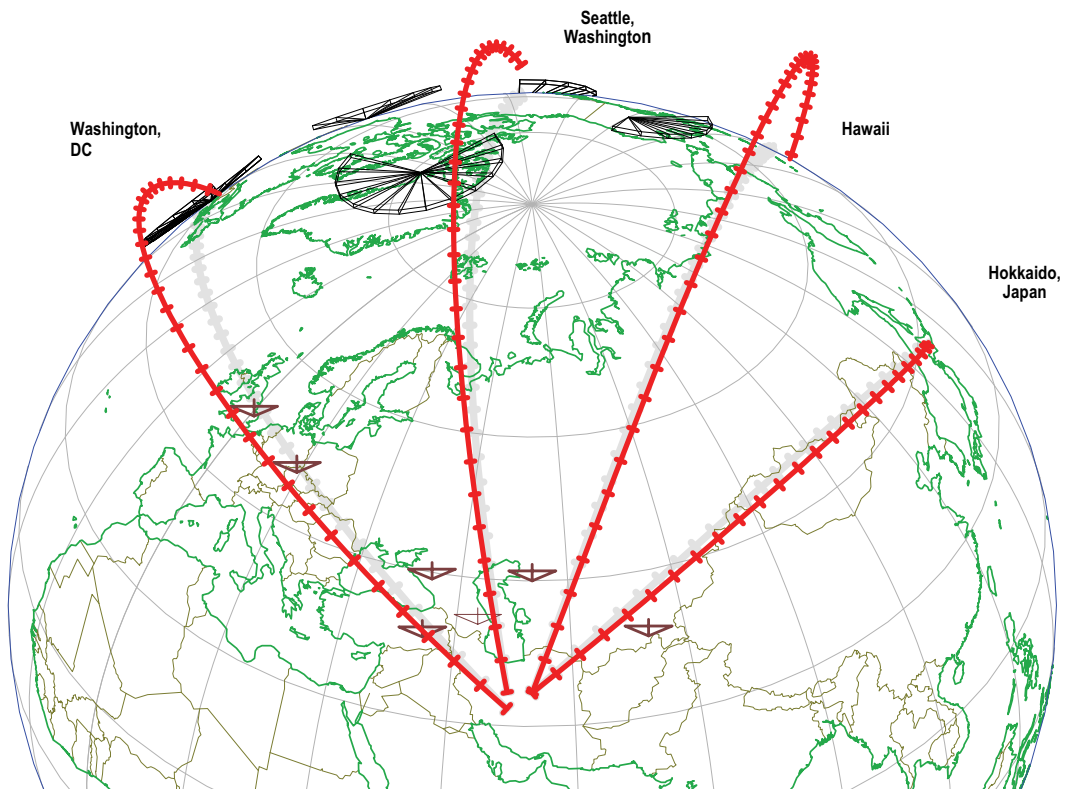 Seattle,
Washington
Washington,
DC
Hawaii
Hokkaido,
Japan